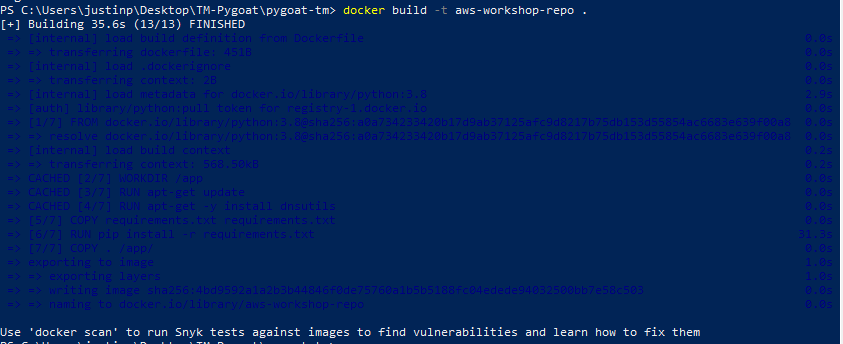 PS C:\Users\justinp\Desktop\TM-Pygoat\pygoat-tm> docker build -t aws-workshop-repo .
[+] Building 35.6s (13/13) FINISHED
=> [internal] load build definition from Dockerfile 0.0s
=> => transferring dockerfile: 491B 0.0s
=> [internal] load .dockerignore 0.0s
=> => transferring context: 2B 0.0s
=> [internal] load metadata for docker.io/library/python:3.8 2.9s
=> [auth] library/python:pull token for registry-1.docker.io 0.0s
=> [1/7] FROM docker.io/library/python:3.8@sha256:a0a734233420b17d9ab37125afc9d8217b75db153d55854ac6683e639f00a8 0.0s
=> => resolve docker.io/library/python:3.8@sha256:a0a734233420b17d9ab37125afc9d8217b75db153d55854ac6683e639f00a8 0.0s
=> [internal] load build context 0.2s
=> => transferring context: 568.50kB 0.2s
=> CACHED [2/7] WORKDIR /app 0.0s
=> CACHED [3/7] RUN apt-get update 0.0s
=> CACHED [4/7] RUN apt-get -y install dnsutils 0.0s
=> [5/7] COPY requirements.txt requirements.txt 0.0s
=> [6/7] RUN pip install -r requirements.txt 31.3s
=> [7/7] COPY . /app/ 0.0s
=> exporting to image 1.0s
=> => exporting layers 1.0s
=> => writing image sha256:4bd9592a1a2b3b44846f0de75760a1b5b5188fc04edede94032500bb7e58c503 0.0s
=> => naming to docker.io/library/aws-workshop-repo 0.0s
Use 'docker scan' to run Snyk tests against images to find vulnerabilities and learn how to fix them